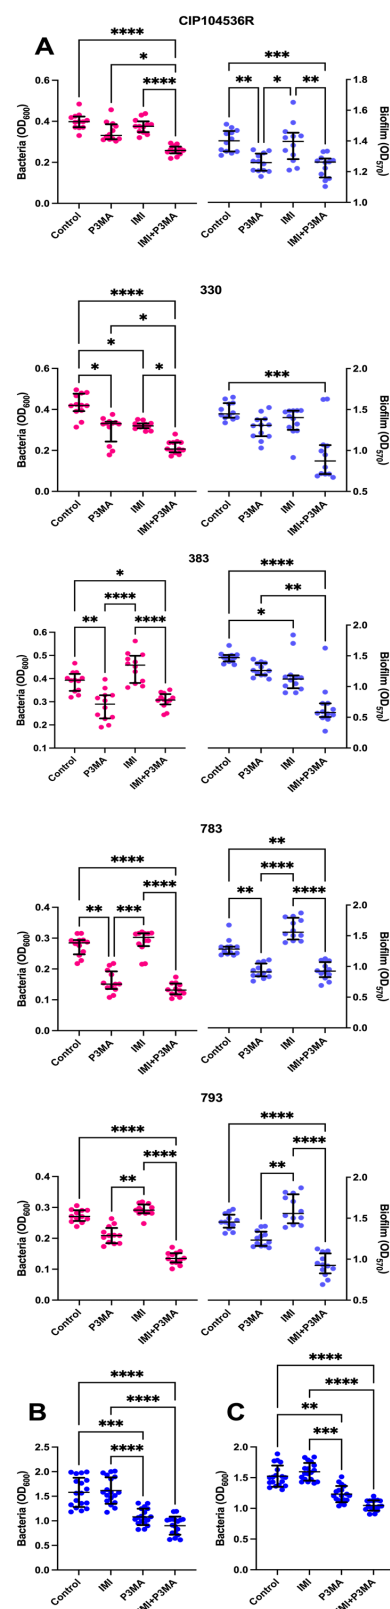 CIP104536R
A
****
*
****
***
** * **
Bacteria (OD600)
0.6
0.4
0.2
0.0
Control
P3MA
IMI
IMI+P3MA
1.8
1.6
1.4
1.2
1.0
Biofilm (OD570)
Control
P3MA
IMI
IMI+P3MA
330
****
*
*
* *
***
Bacteria (OD600)
0.6
0.4
0.2
0.0
Control
P3MA
IMI
IMI+P3MA
2.0
1.5
1.0
0.5
Biofilm (OD570)
Control
P3MA
IMI
IMI+P3MA
383
*
****
** ****
****
**
*
Bacteria (OD600)
0.6
0.5
0.4
0.3
0.2
0.1
Control
P3MA
IMI
IMI+P3MA
2.0
1.5
1.0
0.5
0.0
Biofilm (OD570)
Control
P3MA
IMI
IMI+P3MA
783
****
****
** ***
**
****
** ****
Bacteria (OD600)
0.4
0.3
0.2
0.1
0.0
Control
P3MA
IMI
IMI+P3MA
2.0
1.5
1.0
0.5
0.0
Biofilm (OD570)
Control
P3MA
IMI
IMI+P3MA
793
****
****
**
****
****
**
Bacteria (OD600)
0.4
0.3
0.2
0.1
0.0
Control
P3MA
IMI
IMI+P3MA
2.0
1.5
1.0
0.5
Biofilm (OD570)
Control
P3MA
IMI
IMI+P3MA
B
****
****
***
****
Bacteria (OD600)
2.5
2.0
1.5
1.0
0.5
0.0
Control
IMI
P3MA
IMI+P3MA
C
****
****
**
***
Bacteria (OD600)
2.0
1.5
1.0
0.5
0.0
Control
IMI
P3MA
IMI+P3MA